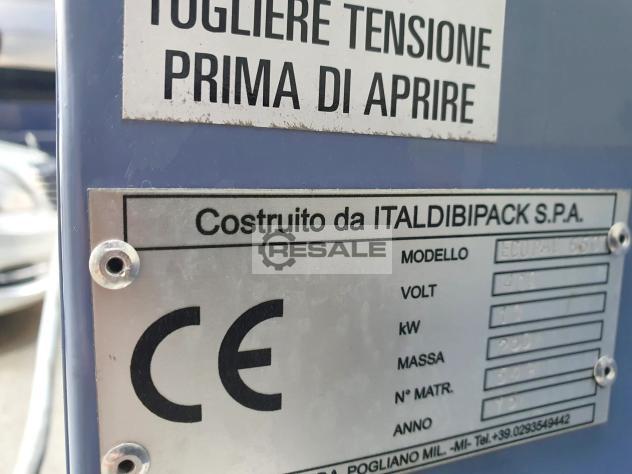 TOGLIERE TENSIONE
PRIMA DI APRIRE
Costruito da ITALDIBIPACK S.P.A.
RESALE
MODELLO
VOLT
kW
MASSA
N° MATR.
ANNO
CE
POGLIANO MIL. -MI- Tel.+39.0293549442